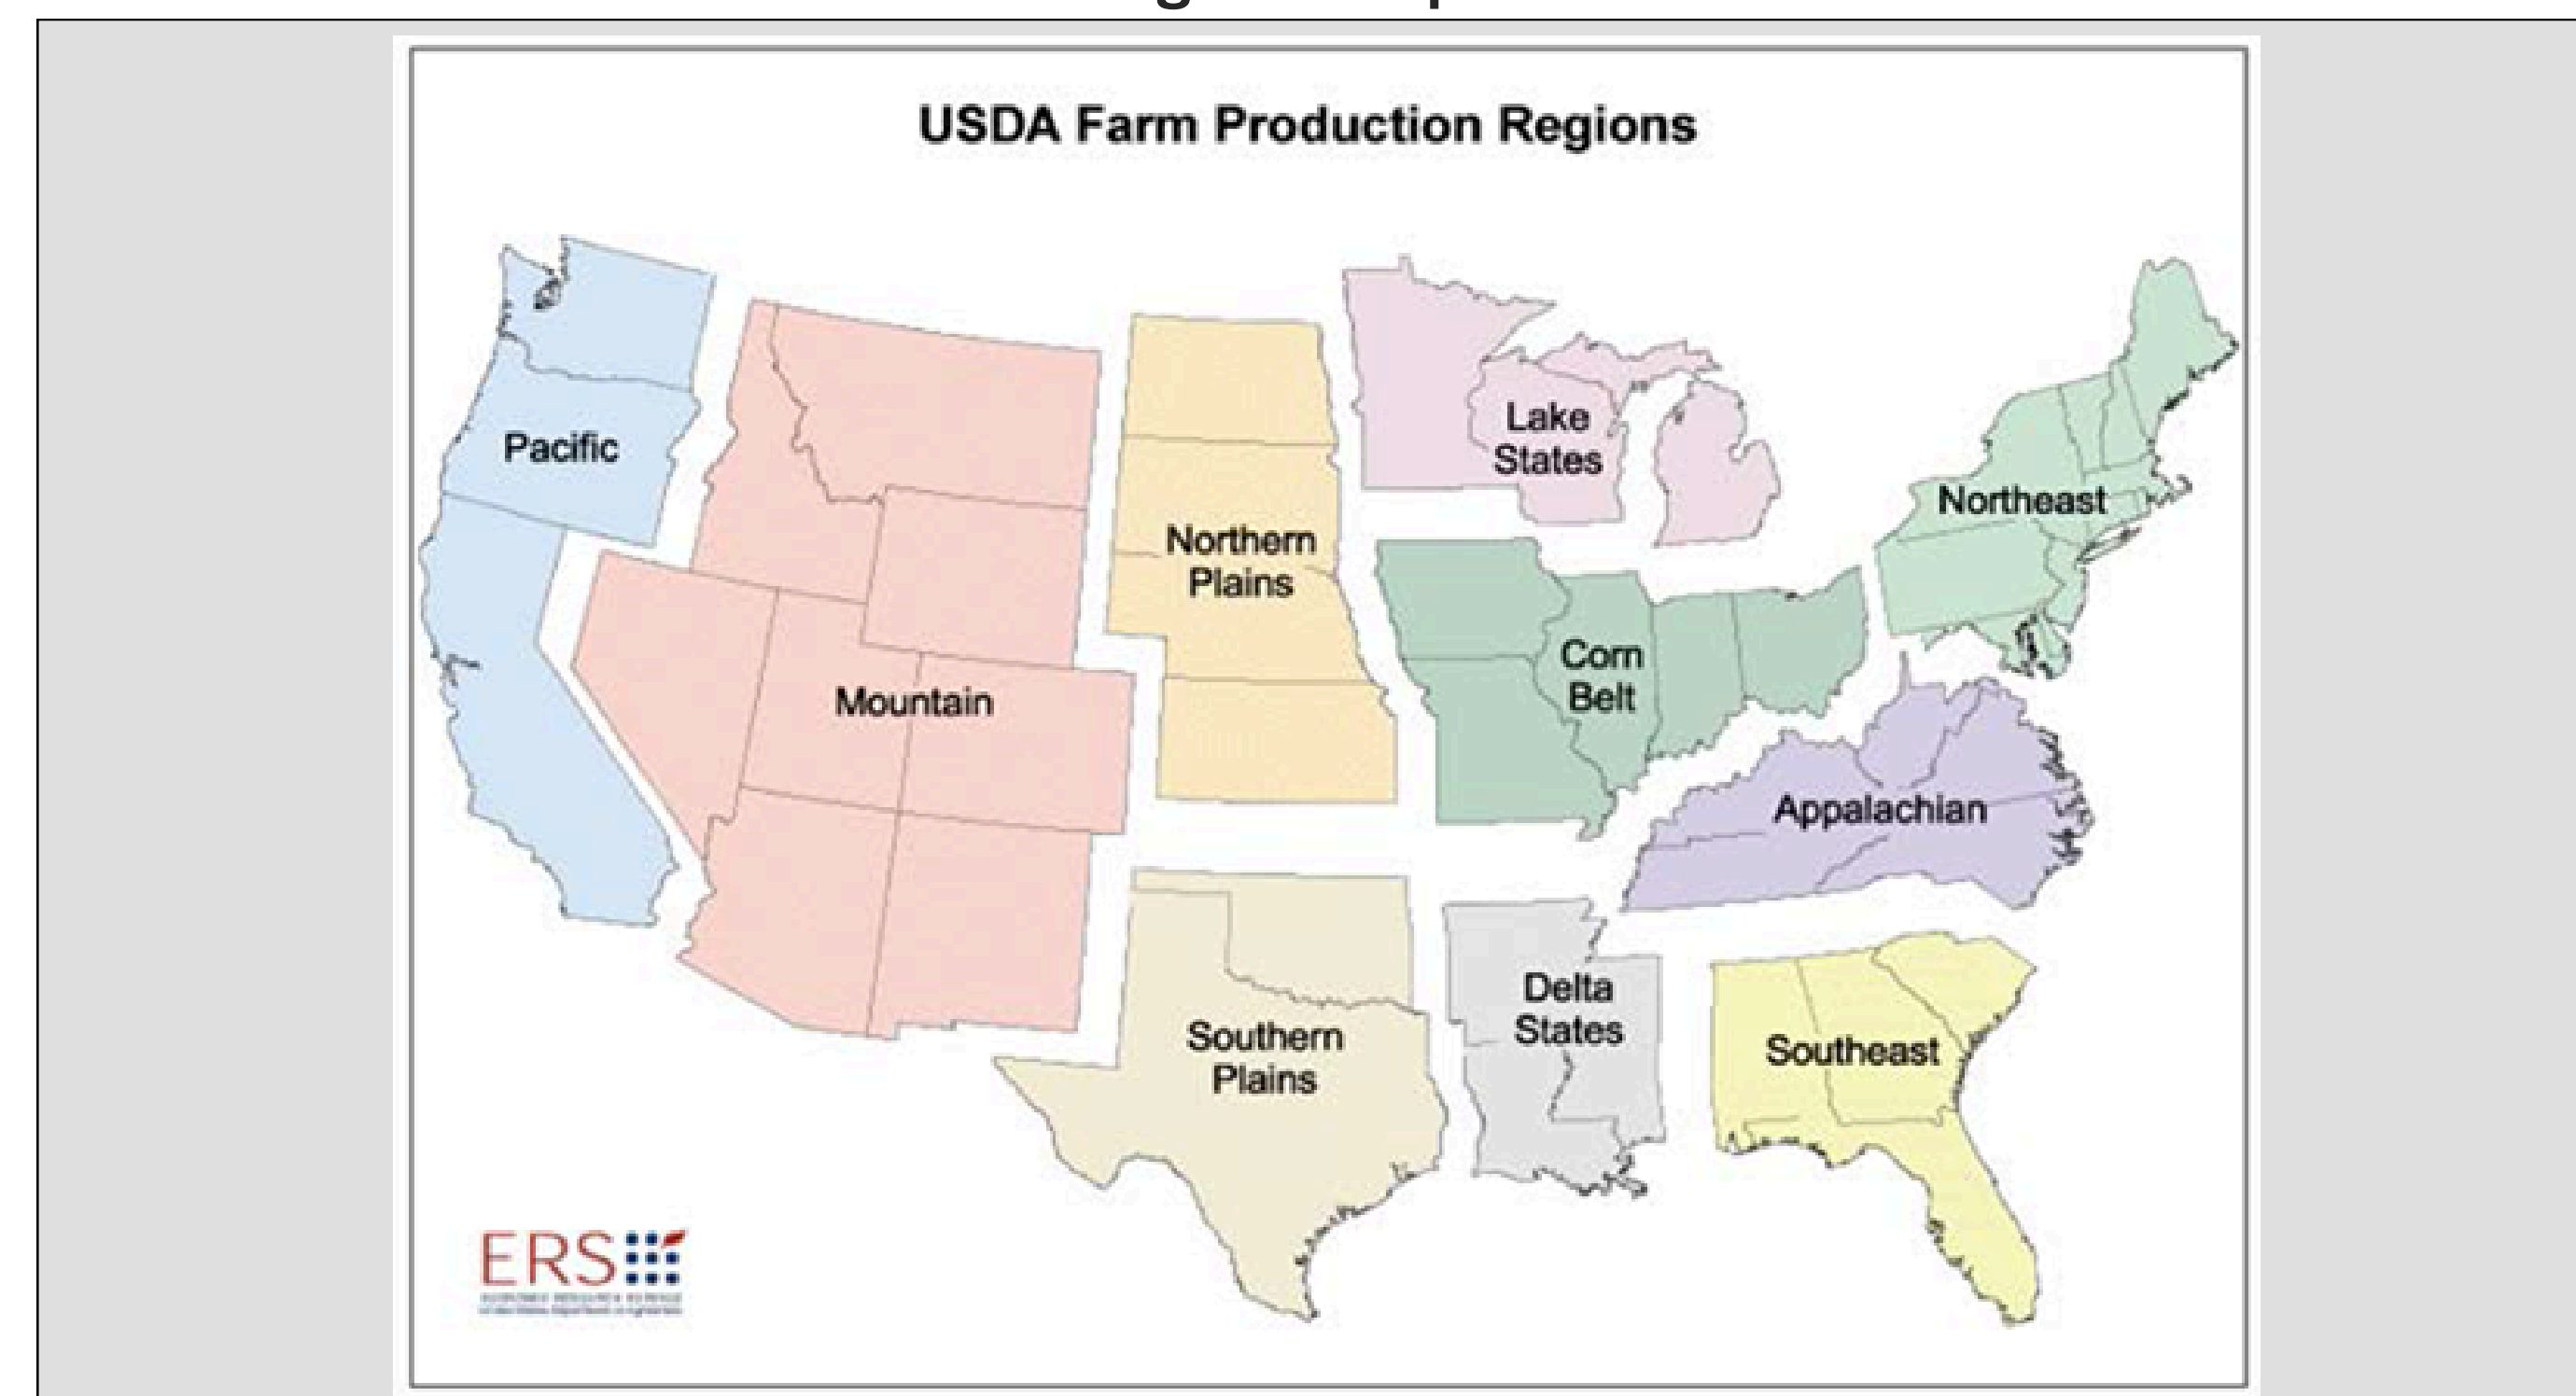 USDA Farm Production Regions
Pacific
Mountain
Northern
Plains
Lake
States
Northeast
Corn
Belt
Appalachian
Southern
Plains
Delta
States
Southeast
ERS